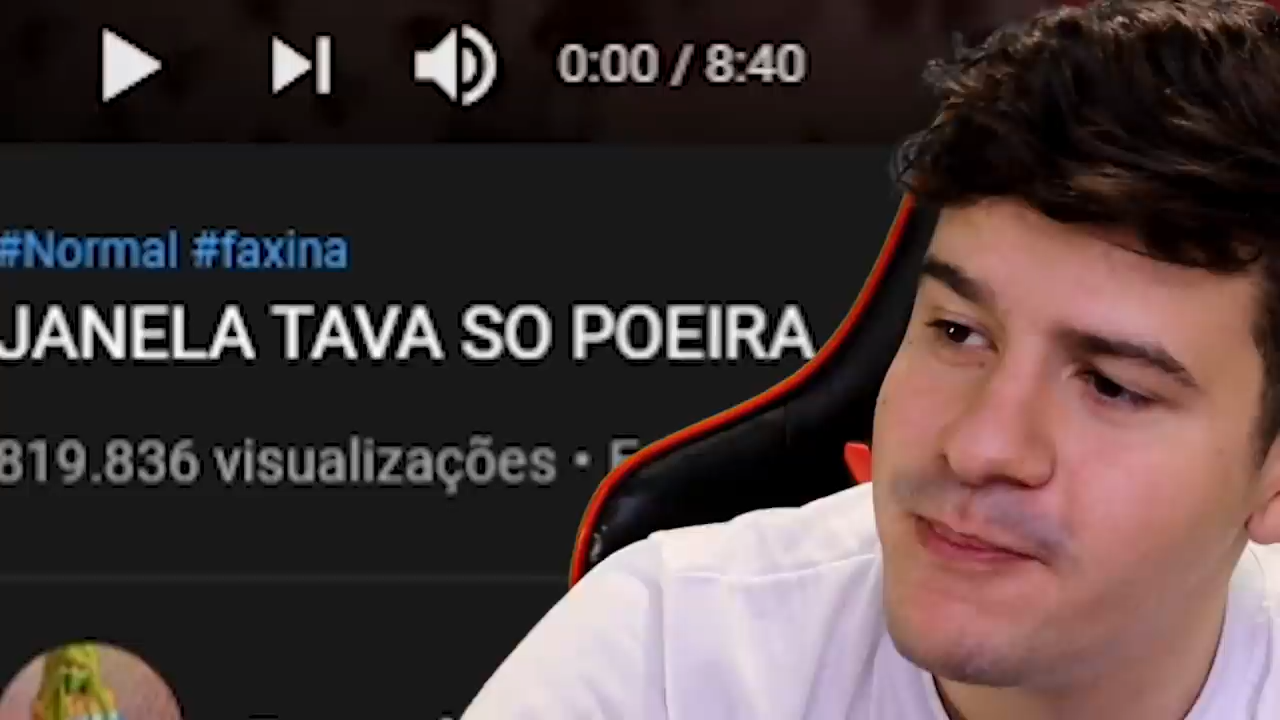 0:00 / 8:40
#Normal #faxina
JANELA TAVA SO POEIRA
819.836 visualizações •